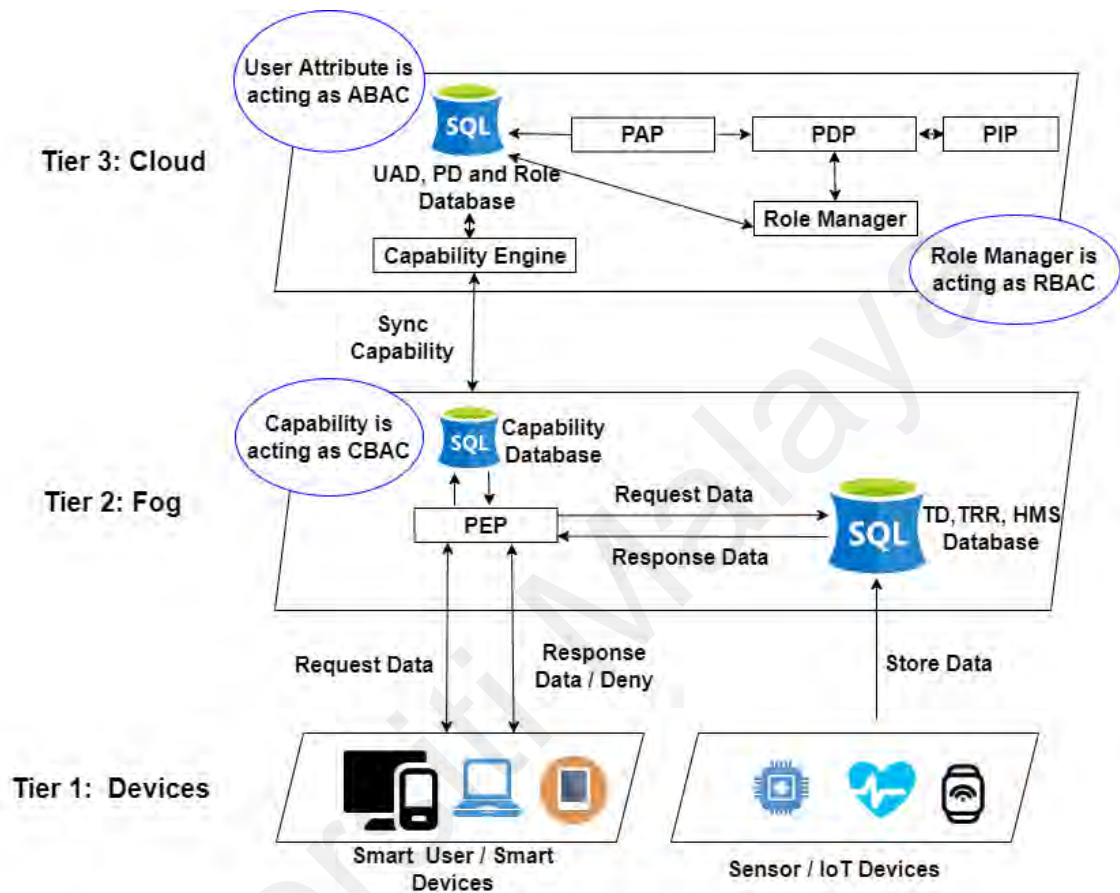 User Attribute is
acting as ABAC
Tier 3: Cloud
SQL
UAD, PD and Role
Database
PAP
PDP
PIP
Role Manager
Capability Engine
Role Manager is
acting as RBAC
Sync
Capability
Capability is
acting as CBAC
Tier 2: Fog
SQL
Capability
Database
PEP
Request Data
Response Data
SQL
TD, TRR, HMS
Database
Request Data
Response
Data / Deny
Store Data
Tier 1: Devices
Smart User / Smart
Devices
Sensor / IoT Devices
Malaya